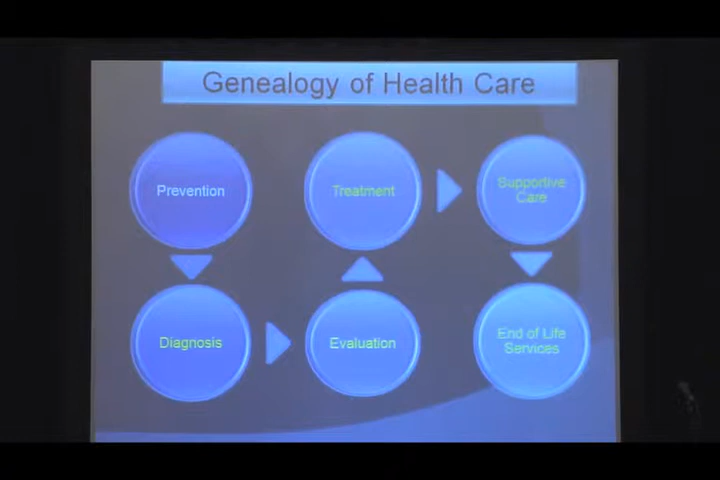 Genealogy of Health Care
Prevention
Diagnosis
Evaluation
Treatment
Supportive
Care
End of Life
Services